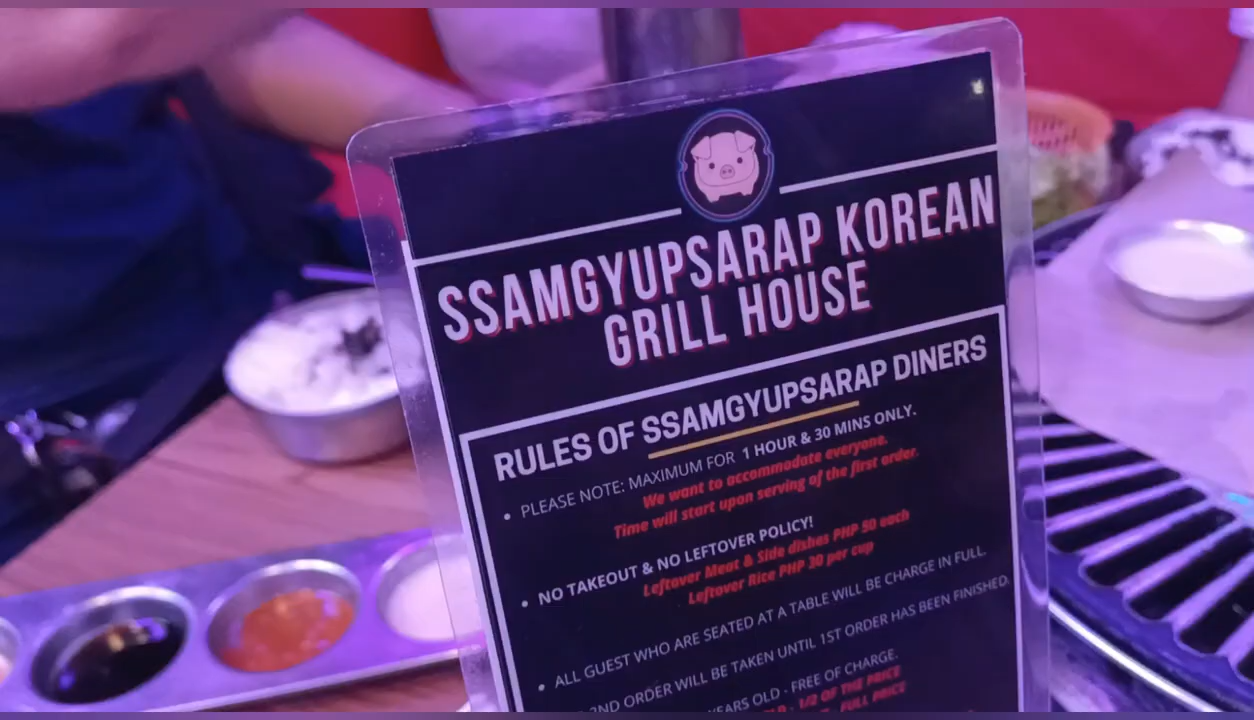 SSAMGYUPSARAP KOREAN
GRILL HOUSE
RULES OF SSAMGYUPSARAP DINERS
• PLEASE NOTE: MAXIMUM FOR 1 HOUR & 30 MINS ONLY.
We want to accommodate everyone.
Time will start upon serving of the first order.
• NO TAKEOUT & NO LEFTOVER POLICY!
Leftover Meat & Side dishes PHP 50 each
Leftover Rice PHP 30 per cup
• ALL GUEST WHO ARE SEATED AT A TABLE WILL BE CHARGE IN FULL.
2ND ORDER WILL BE TAKEN UNTIL 1ST ORDER HAS BEEN FINISHED.
YEARS OLD - FREE OF CHARGE.
- 1/2 OF THE PRICE
- FULL PRICE